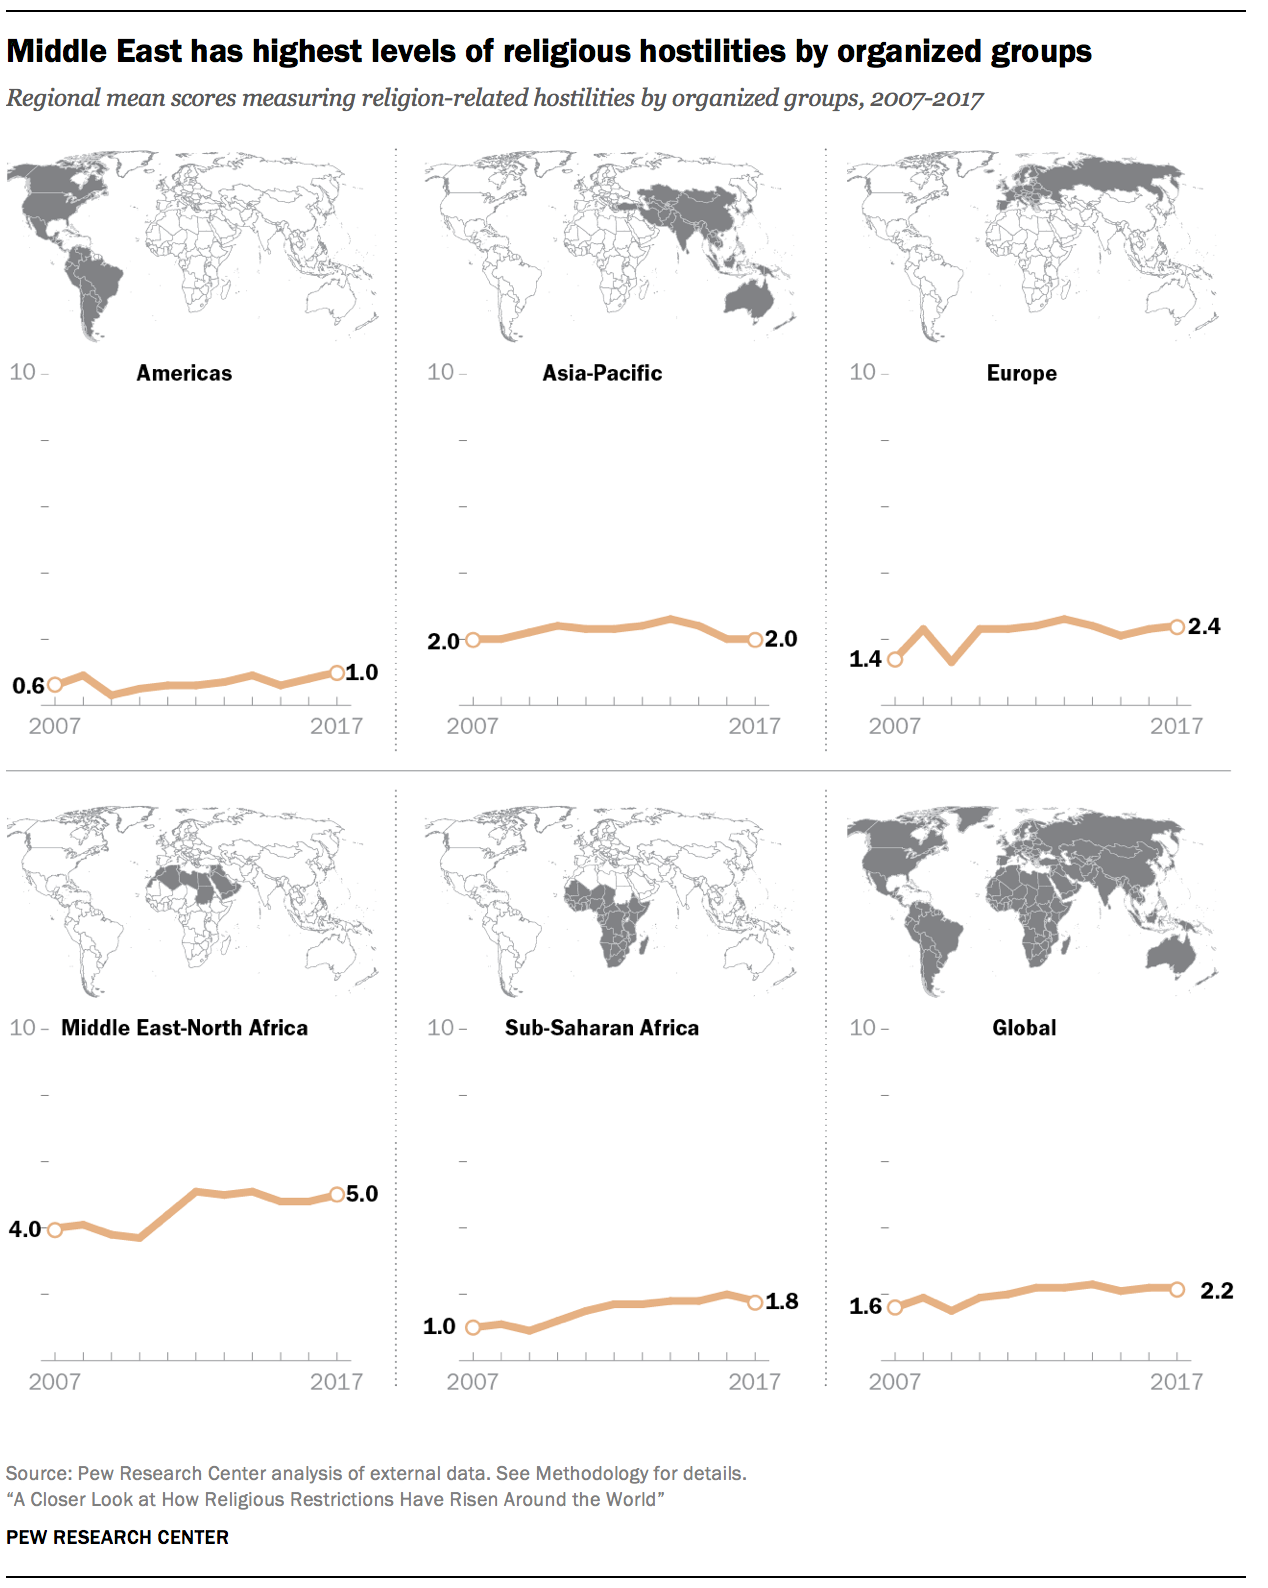 Middle East has highest levels of religious hostilities by organized groups
Regional mean scores measuring religion-related hostilities by organized groups, 2007-2017
10
Americas
0.6
1.0
2007
2017
10
Asia-Pacific
2.0
2.0
2007
2017
10
Europe
1.4
2.4
2007
2017
10
Middle East-North Africa
4.0
5.0
2007
2017
10
Sub-Saharan Africa
1.0
1.8
2007
2017
10
Global
1.6
2.2
2007
2017
Source: Pew Research Center analysis of external data. See Methodology for details.
“A Closer Look at How Religious Restrictions Have Risen Around the World”
PEW RESEARCH CENTER